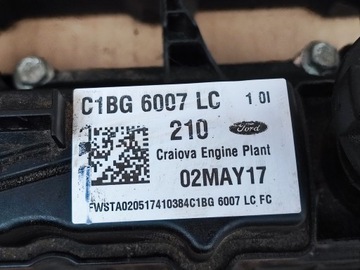 C1BG 6007 LC 1 0l
210 Ford
Craiova Engine Plant
02MAY17
FWSTA020517410384C1BG 6007 LC FC